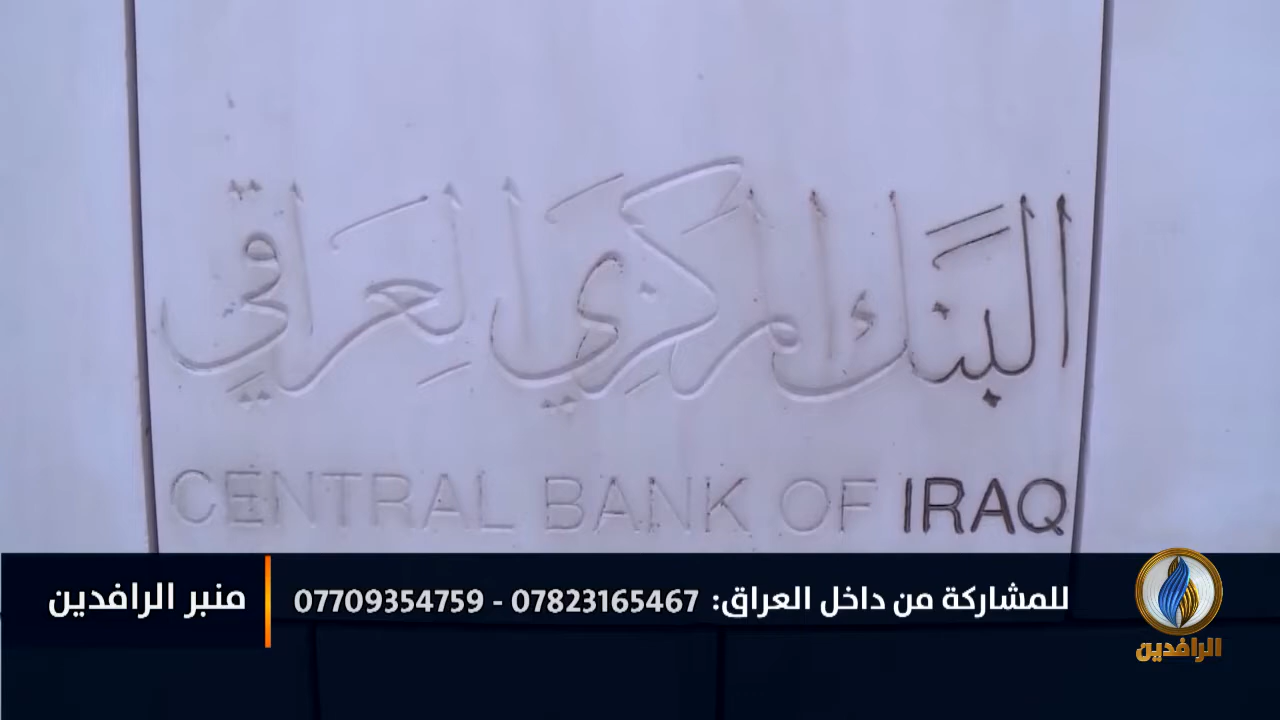 البنك المركزي العراقي
CENTRAL BANK OF IRAQ
للمشاركة من داخل العراق: 07823165467 - 07709354759
منبر الرافدين
الرافدين